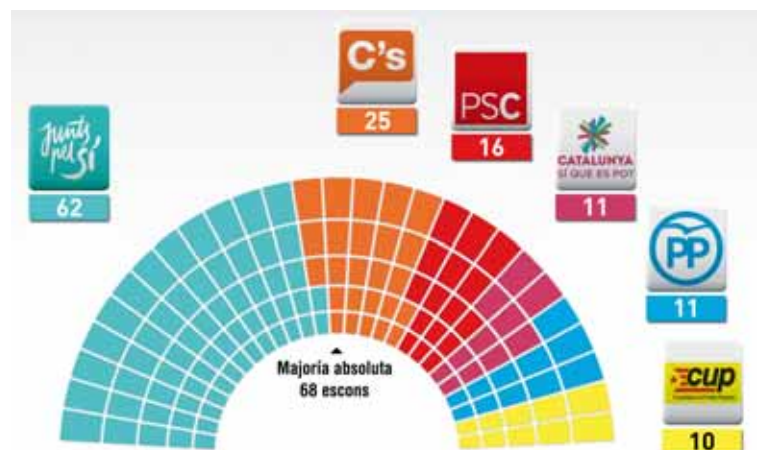 junts
pel
sí
62
C's
25
PSC
16
CATALUNYA
SÍ QUE ES POT
11
PP
11
cup
10
Majoría absoluta
68 escons